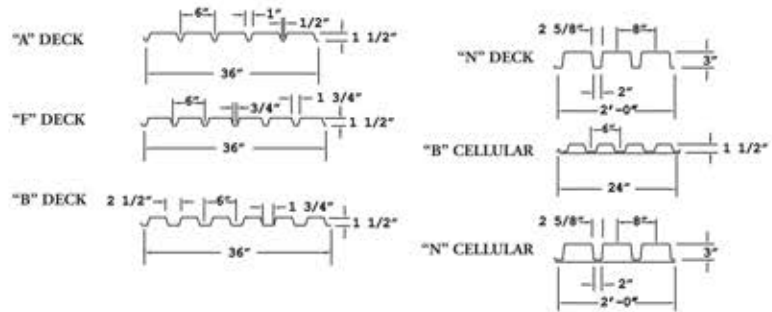 6" 1" 1/2"
"A" DECK 1 1/2"
36"
6" 3/4" 1 3/4"
"F" DECK 1 1/2"
36"
"B" DECK 2 1/2" 6" 1 3/4"
1 1/2"
36"
2 5/8" 8"
"N" DECK 3"
2"
2'-0"
6"
"B" CELLULAR 1 1/2"
24"
2 5/8" 8"
"N" CELLULAR 3"
2"
2'-0"